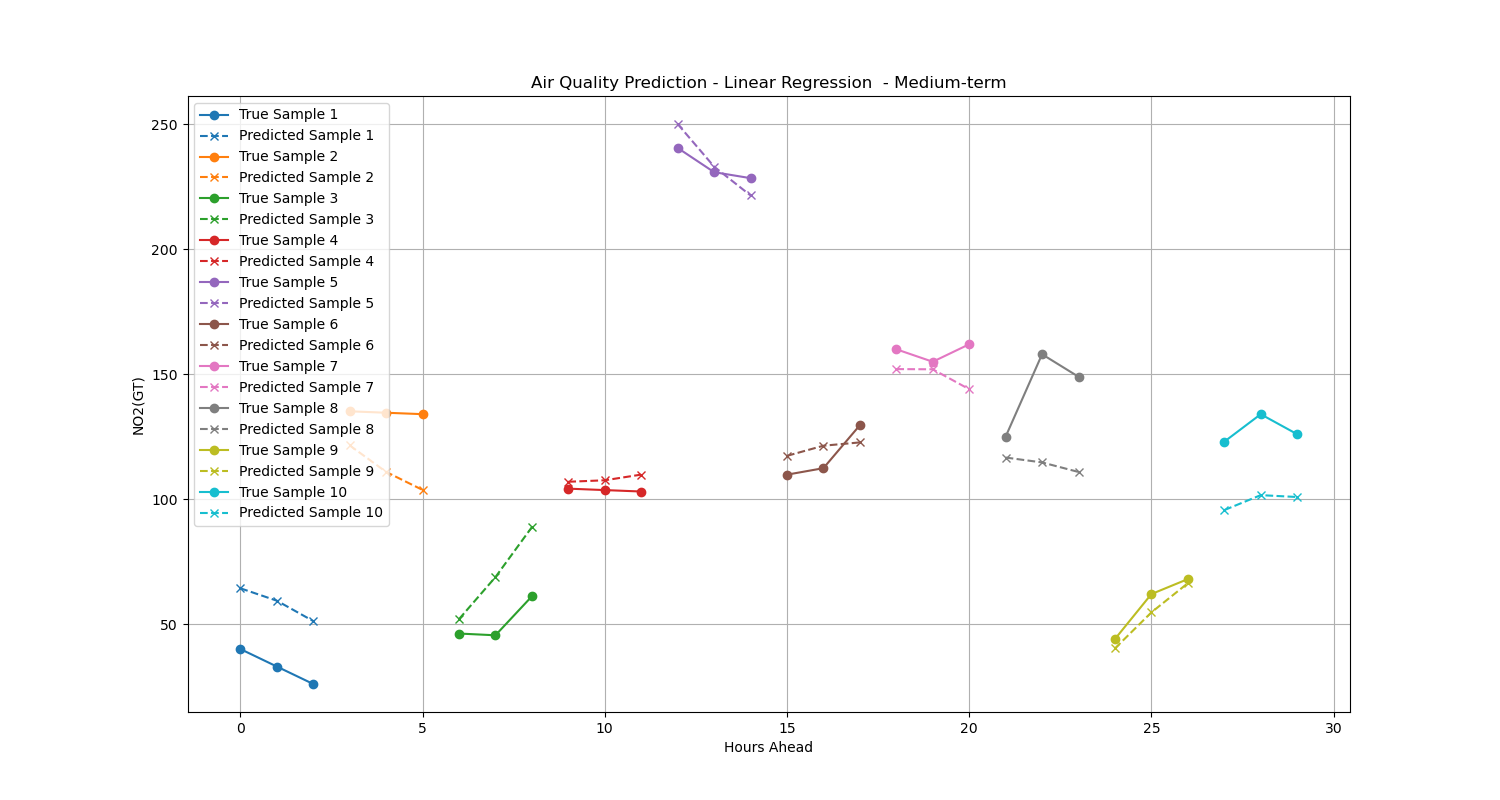 Air Quality Prediction - Linear Regression  - Medium-term
True Sample 1
Predicted Sample 1
True Sample 2
Predicted Sample 2
True Sample 3
Predicted Sample 3
True Sample 4
Predicted Sample 4
True Sample 5
Predicted Sample 5
True Sample 6
Predicted Sample 6
True Sample 7
Predicted Sample 7
True Sample 8
Predicted Sample 8
True Sample 9
Predicted Sample 9
True Sample 10
Predicted Sample 10
NO2(GT)
250
200
150
100
50
0 5 10 15 20 25 30
Hours Ahead